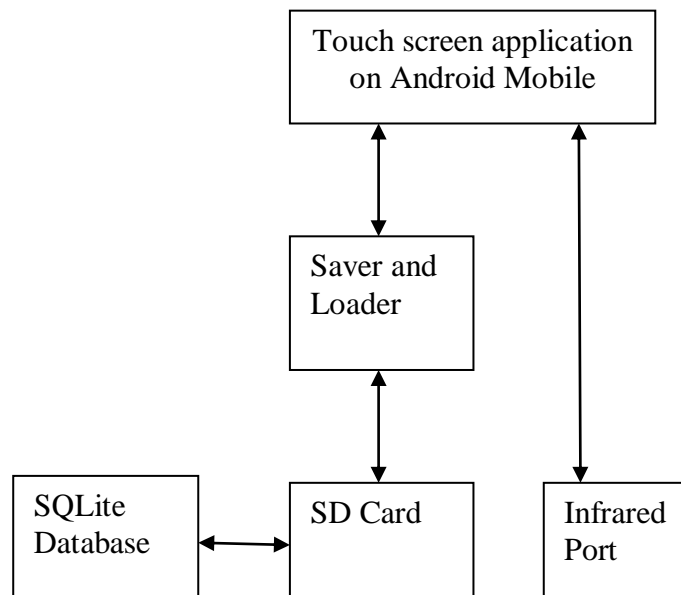 Touch screen application
on Android Mobile
Saver and
Loader
SQLite
Database
SD Card
Infrared
Port